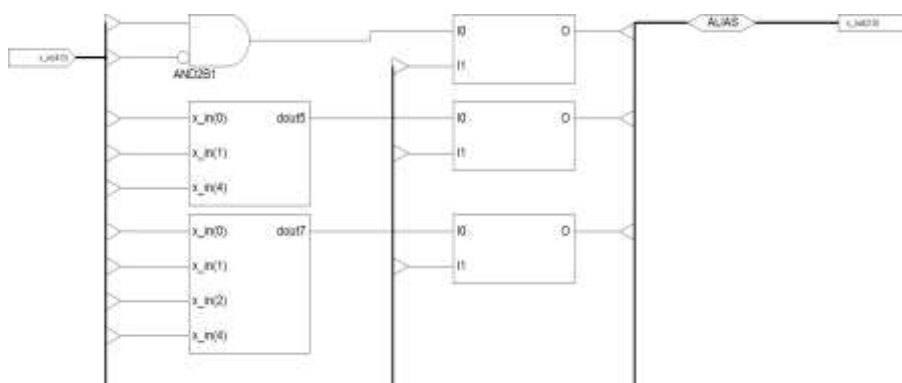 ALIAS
I0 O
I1
AND2B1
x_in(0) dout5 I0 O
x_in(1) I1
x_in(4)
x_in(0) dout7 I0 O
x_in(1) I1
x_in(2)
x_in(4)